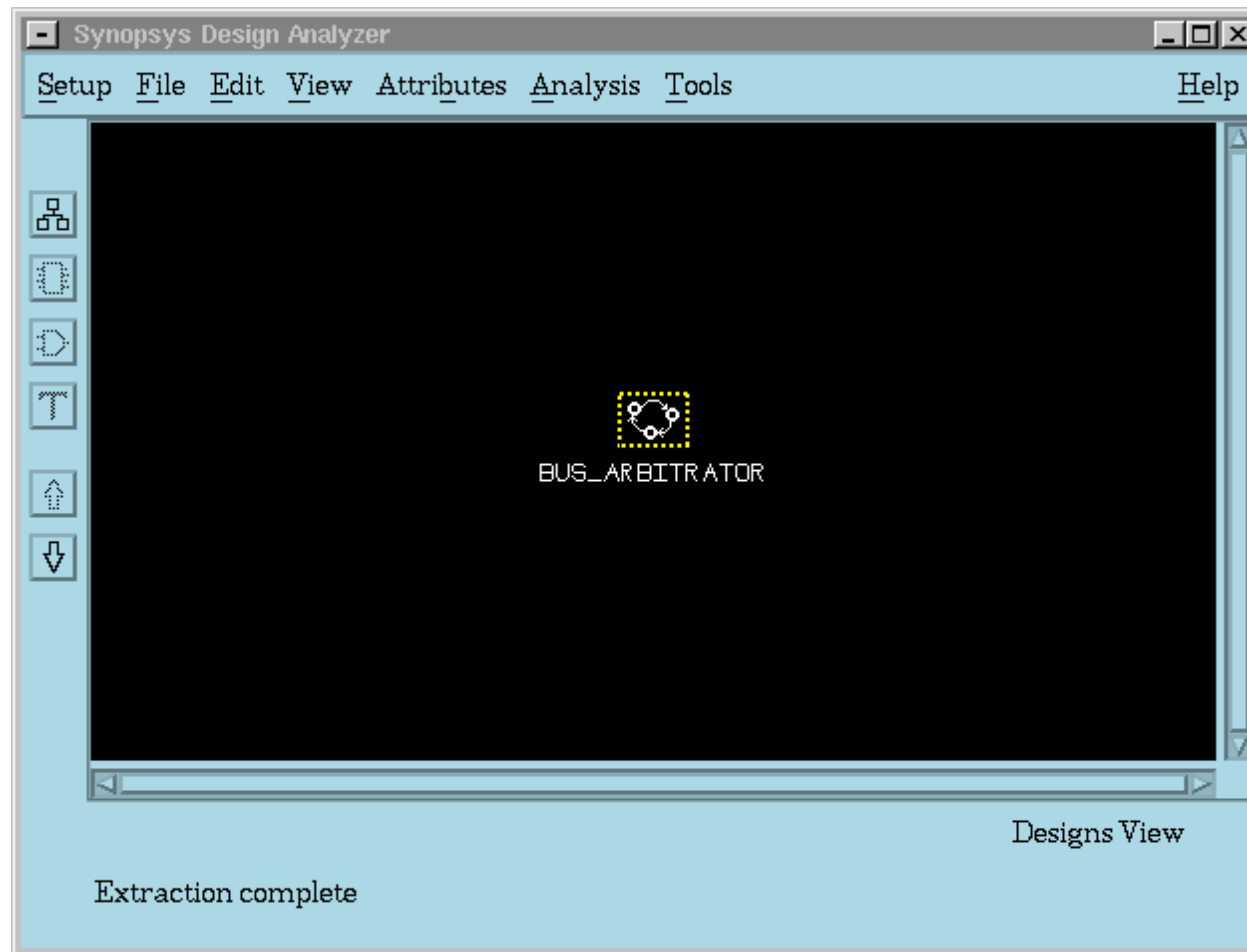 Synopsys Design Analyzer
Setup File Edit View Attributes Analysis Tools Help
BUS_ARBITRATOR
Designs View
Extraction complete